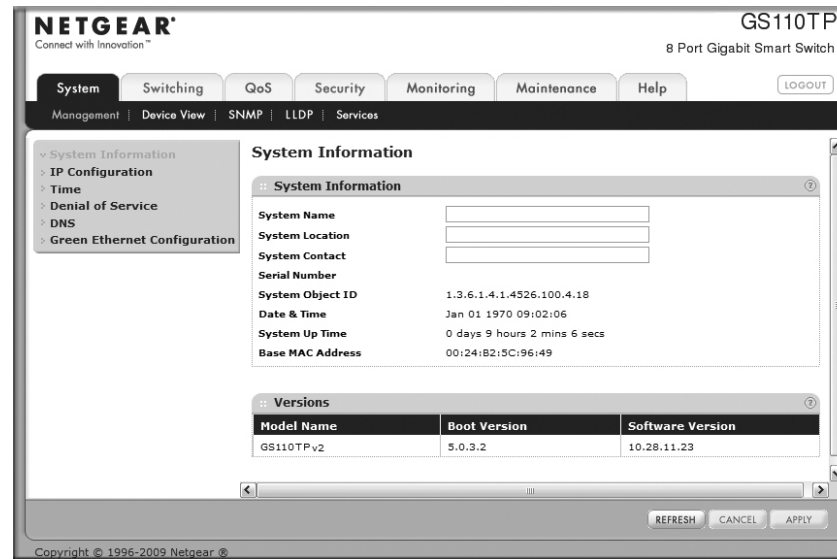 NETGEAR®
Connect with Innovation™
GS110TP
8 Port Gigabit Smart Switch
System Switching QoS Security Monitoring Maintenance Help LOGOUT
Management | Device View | SNMP | LLDP | Services
System Information
IP Configuration
Time
Denial of Service
DNS
Green Ethernet Configuration
System Information
System Information
System Name
System Location
System Contact
Serial Number
System Object ID 1.3.6.1.4.1.4526.100.4.18
Date & Time Jan 01 1970 09:02:06
System Up Time 0 days 9 hours 2 mins 6 secs
Base MAC Address 00:24:B2:5C:96:49
Versions
Model Name Boot Version Software Version
GS110TPv2 5.0.3.2 10.28.11.23
REFRESH CANCEL APPLY
Copyright © 1996-2009 Netgear ®